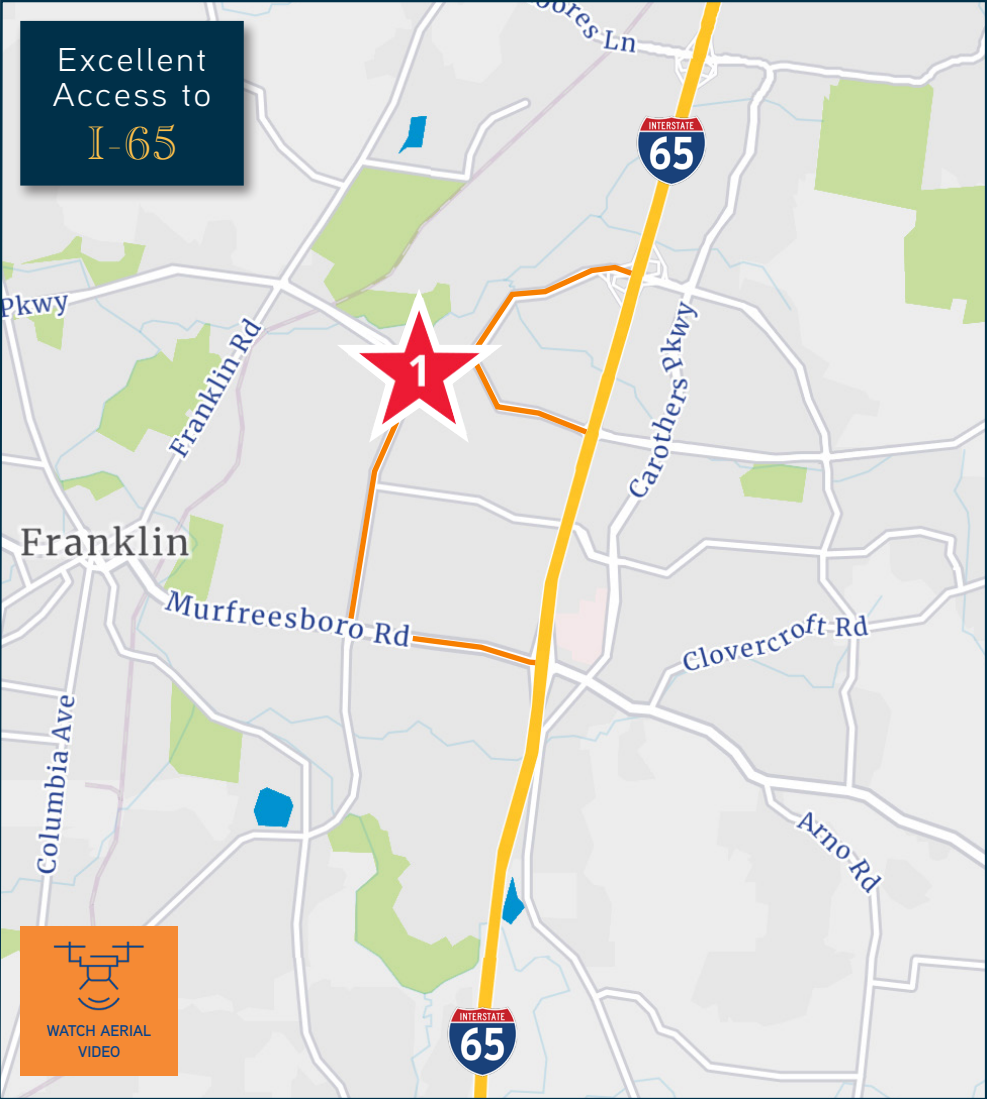 Excellent
Access to
I-65
Ln
INTERSTATE
65
Pkwy
Franklin Rd
1
Carothers Pkwy
Franklin
Murfreesboro Rd
Clovercroft Rd
Columbia Ave
Arno Rd
WATCH AERIAL
VIDEO
INTERSTATE
65